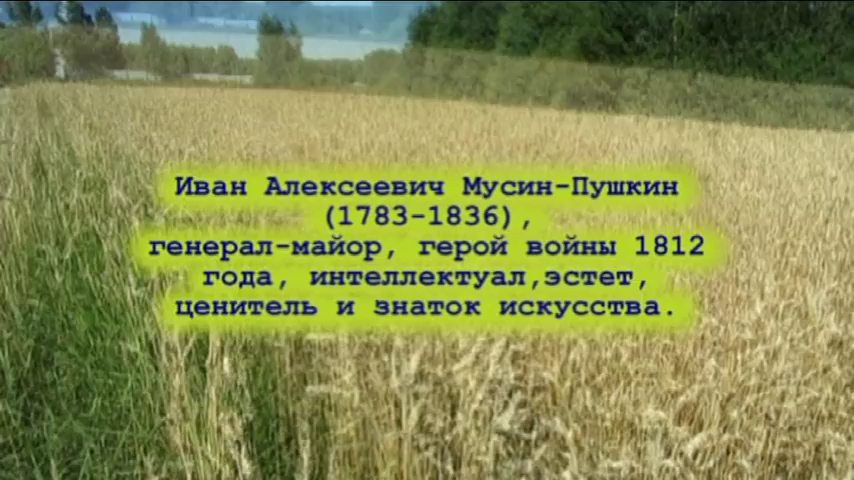 Иван Алексеевич Мусин-Пушкин
(1783-1836),
генерал-майор, герой войны 1812
года, интеллектуал,эстет,
ценитель и знаток искусства.